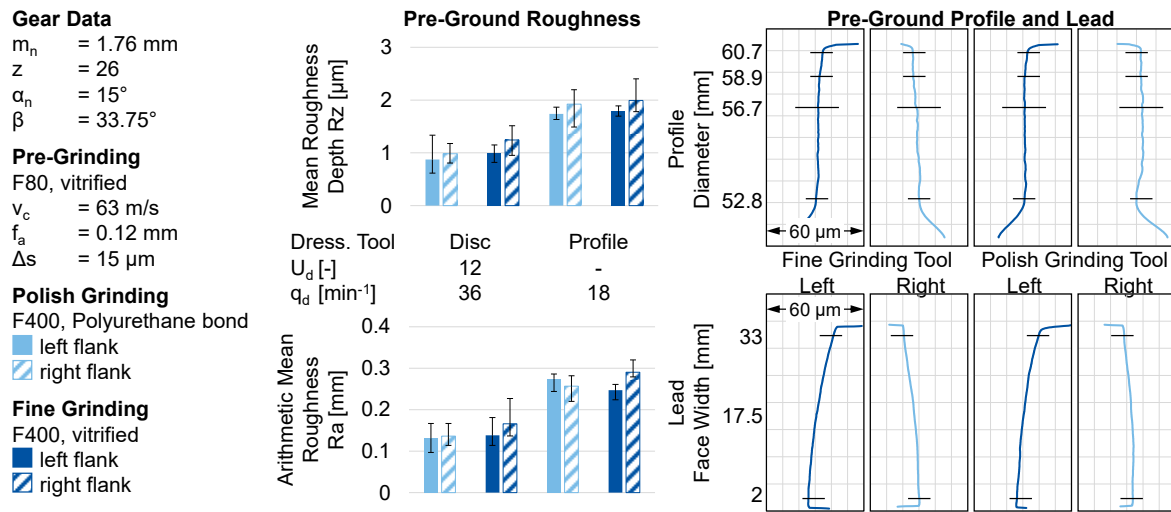 Gear Data
mₙ = 1.76 mm
z = 26
αₙ = 15°
β = 33.75°
Pre-Grinding
F80, vitrified
v_c = 63 m/s
fₐ = 0.12 mm
Δs = 15 µm
Polish Grinding
F400, Polyurethane bond
left flank
right flank
Fine Grinding
F400, vitrified
left flank
right flank
Pre-Ground Roughness
Mean Roughness
Depth Rz [µm]
3
2
1
0
Dress. Tool Disc Profile
U_d [-] 12 -
q_d [min⁻¹] 36 18
Arithmetic Mean
Roughness
Ra [mm]
0.4
0.3
0.2
0.1
0
Pre-Ground Profile and Lead
Profile
Diameter [mm]
60.7
58.9
56.7
52.8
60 µm
Fine Grinding Tool Polish Grinding Tool
Left Right Left Right
60 µm
Lead
Face Width [mm]
33
17.5
2